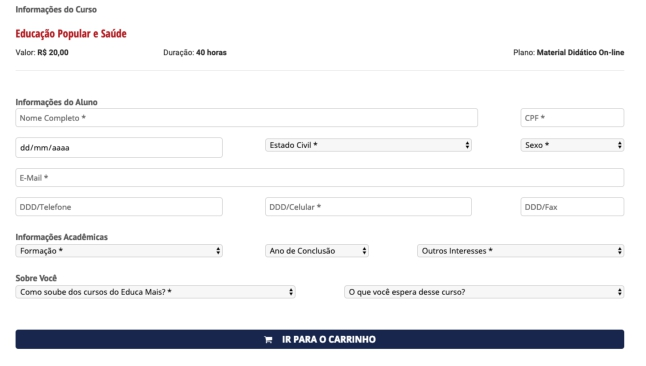 Informações do Curso
Educação Popular e Saúde
Valor: R$ 20,00 Duração: 40 horas Plano: Material Didático On-line
Informações do Aluno
Nome Completo * CPF *
dd/mm/aaaa Estado Civil * Sexo *
E-Mail *
DDD/Telefone DDD/Celular * DDD/Fax
Informações Acadêmicas
Formação * Ano de Conclusão Outros Interesses *
Sobre Você
Como soube dos cursos do Educa Mais? * O que você espera desse curso?
IR PARA O CARRINHO